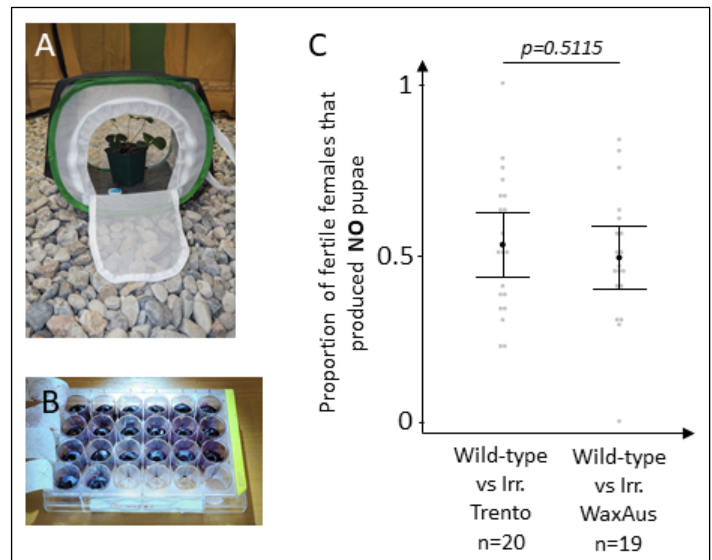 A
B
C
p=0.5115
1
0.5
0
Proportion of fertile females that
produced NO pupae
Wild-type
vs Irr.
Trento
n=20
Wild-type
vs Irr.
WaxAus
n=19